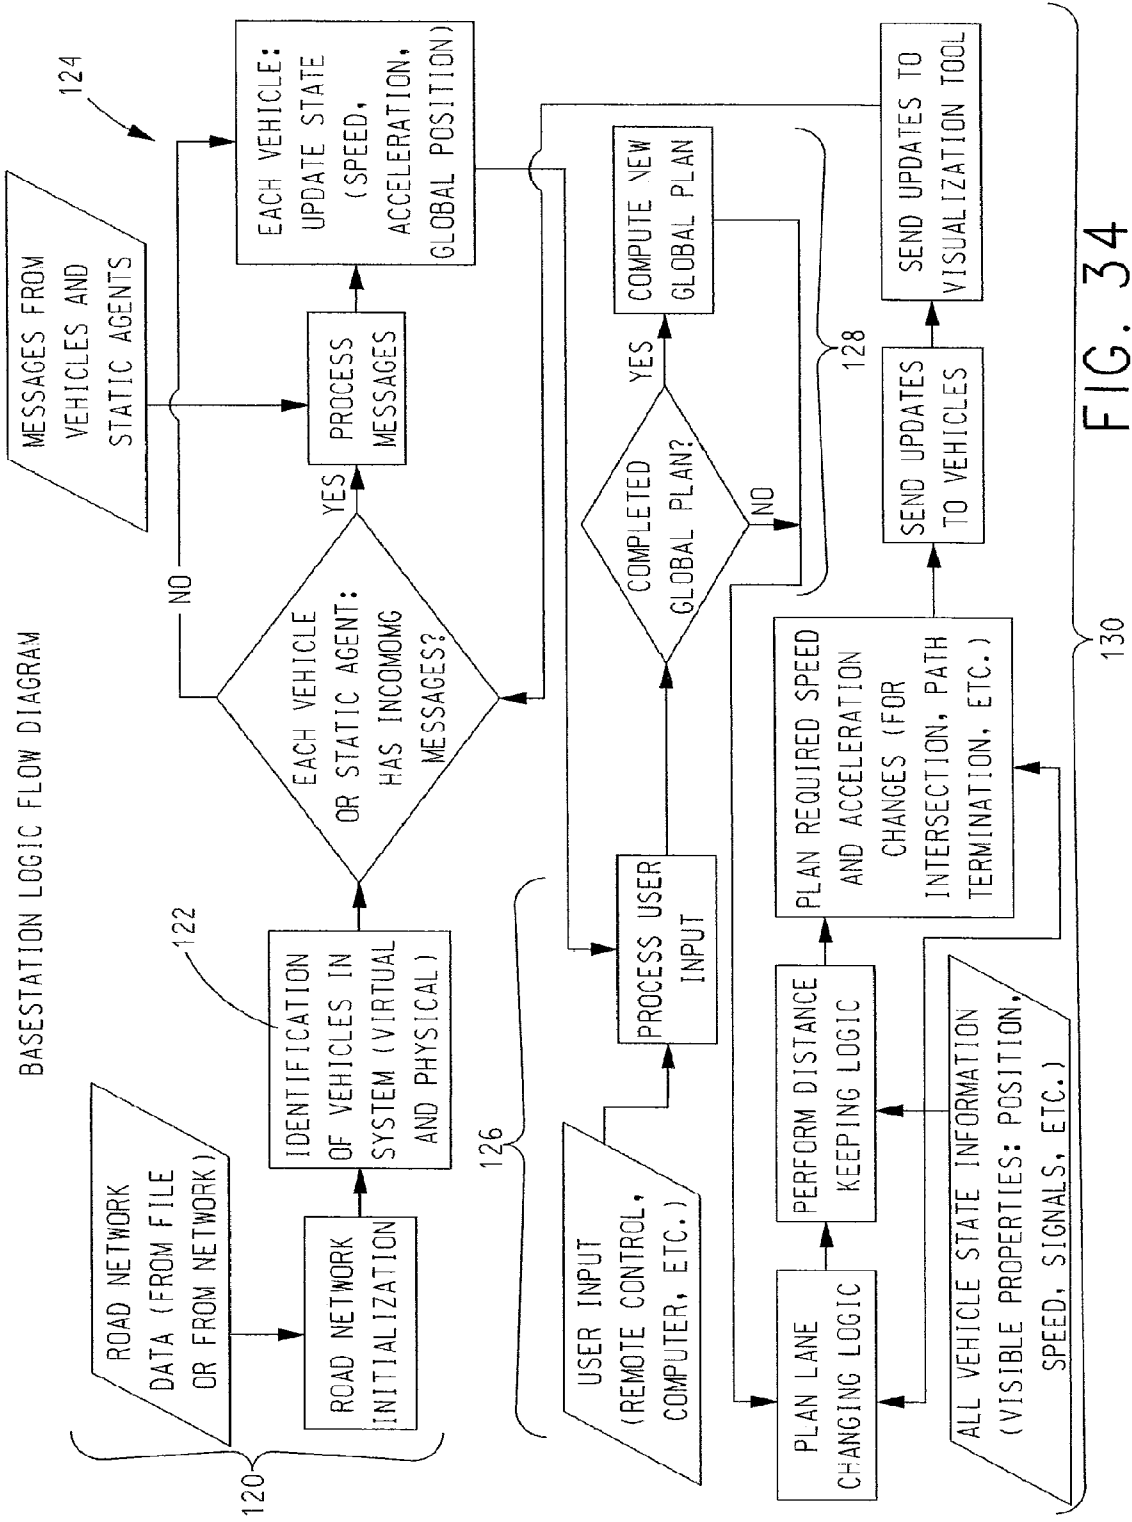 BASESTATION LOGIC FLOW DIAGRAM
ROAD NETWORK
DATA (FROM FILE
OR FROM NETWORK)
120
ROAD NETWORK
INITIALIZATION
122
IDENTIFICATION
OF VEHICLES IN
SYSTEM (VIRTUAL
AND PHYSICAL)
EACH VEHICLE
OR STATIC AGENT:
HAS INCOMOMG
MESSAGES?
NO
YES
MESSAGES FROM
VEHICLES AND
STATIC AGENTS
PROCESS
MESSAGES
124
EACH VEHICLE:
UPDATE STATE
(SPEED,
ACCELERATION,
GLOBAL POSITION)
126
USER INPUT
(REMOTE CONTROL,
COMPUTER, ETC.)
PROCESS USER
INPUT
COMPLETED
GLOBAL PLAN?
YES
NO
COMPUTE NEW
GLOBAL PLAN
128
PLAN LANE
CHANGING LOGIC
PERFORM DISTANCE
KEEPING LOGIC
PLAN REQUIRED SPEED
AND ACCELERATION
CHANGES (FOR
INTERSECTION, PATH
TERMINATION, ETC.)
SEND UPDATES
TO VEHICLES
SEND UPDATES TO
VISUALIZATION TOOL
ALL VEHICLE STATE INFORMATION
(VISIBLE PROPERTIES: POSITION,
SPEED, SIGNALS, ETC.)
130
FIG. 34